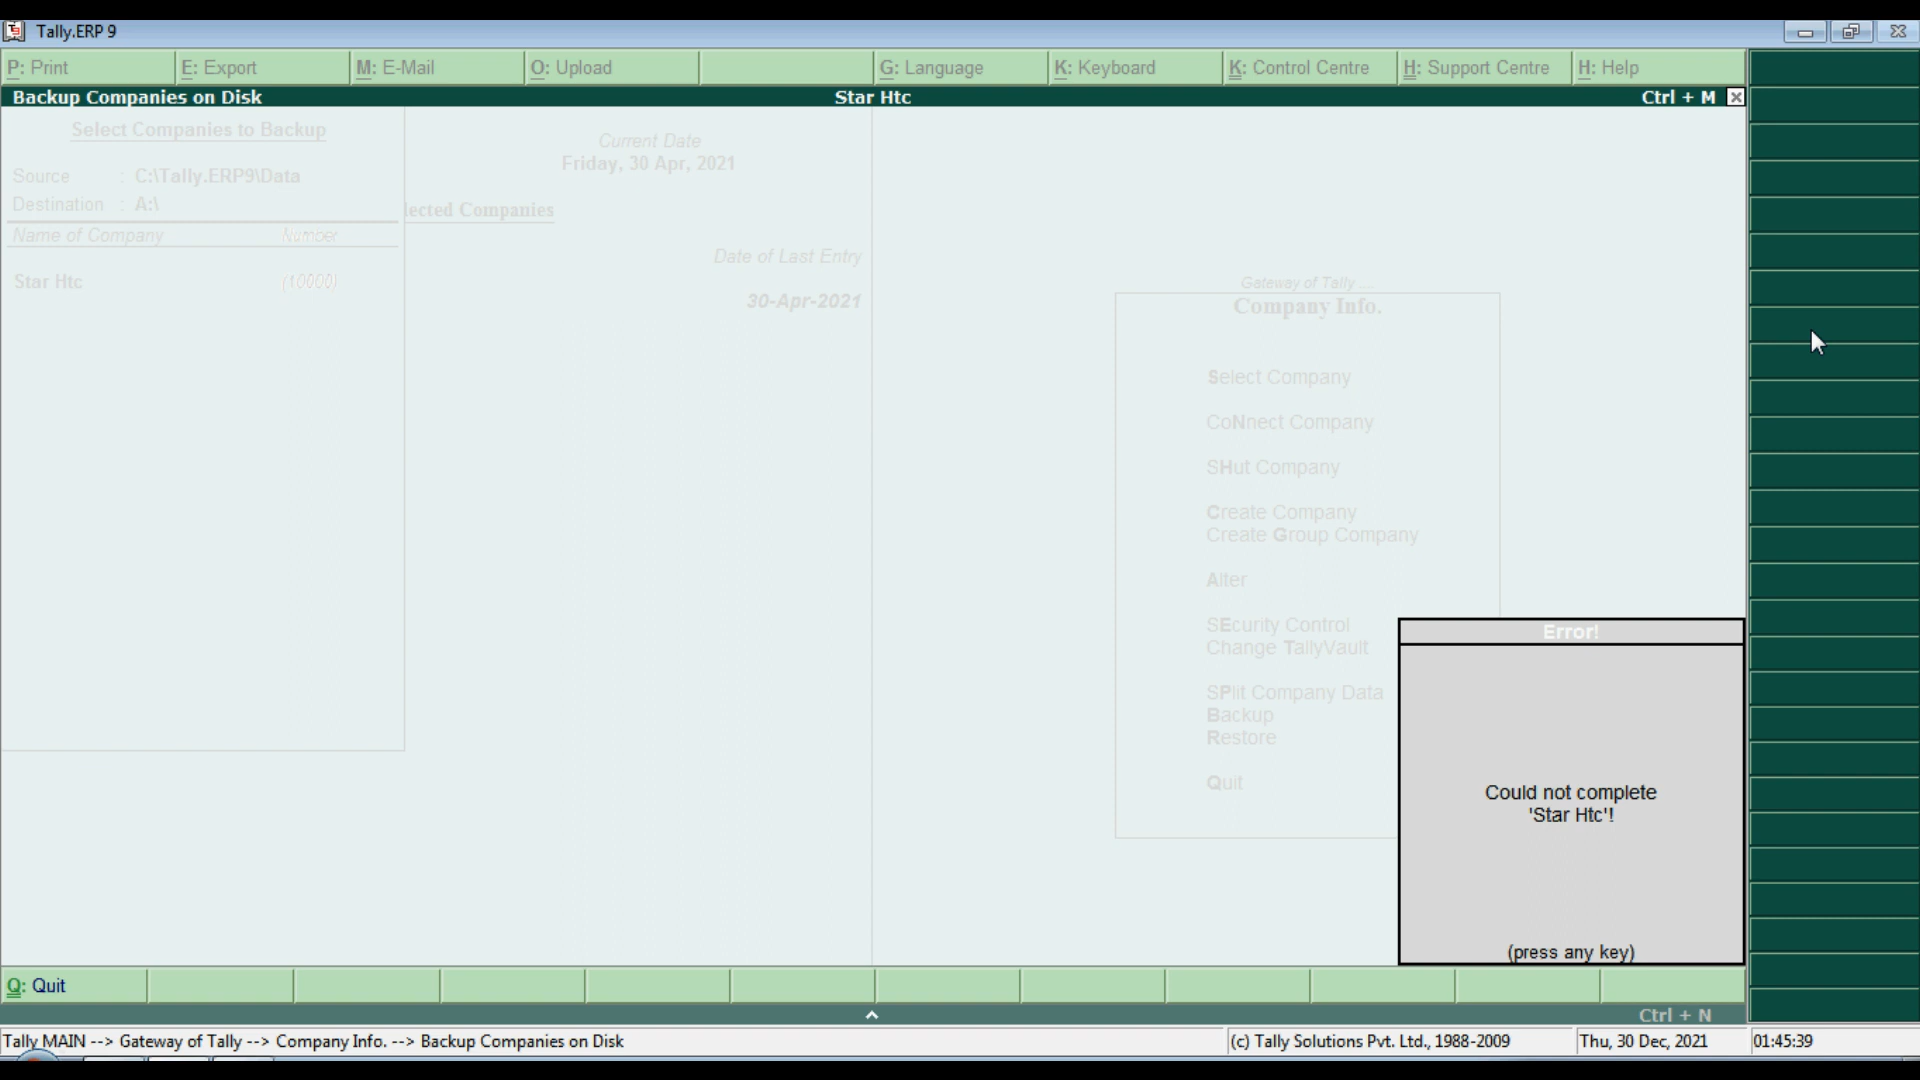 Tally.ERP 9
P: Print
E: Export
M: E-Mail
O: Upload
G: Language
K: Keyboard
K: Control Centre
H: Support Centre
H: Help
Backup Companies on Disk
Star Htc
Ctrl + M
Select Companies to Backup
Source : C:\Tally.ERP9\Data
Destination : A:\
Name of Company Number
Star Htc (10000)
Current Date
Friday, 30 Apr, 2021
lected Companies
Date of Last Entry
30-Apr-2021
Gateway of Tally ...
Company Info.
Select Company
CoNnect Company
SHut Company
Create Company
Create Group Company
Alter
SEcurity Control
Change TallyVault
SPlit Company Data
Backup
Restore
Quit
Error!
Could not complete
'Star Htc'!
(press any key)
Q: Quit
Ctrl + N
Tally MAIN --> Gateway of Tally --> Company Info. --> Backup Companies on Disk
(c) Tally Solutions Pvt. Ltd., 1988-2009
Thu, 30 Dec, 2021
01:45:39